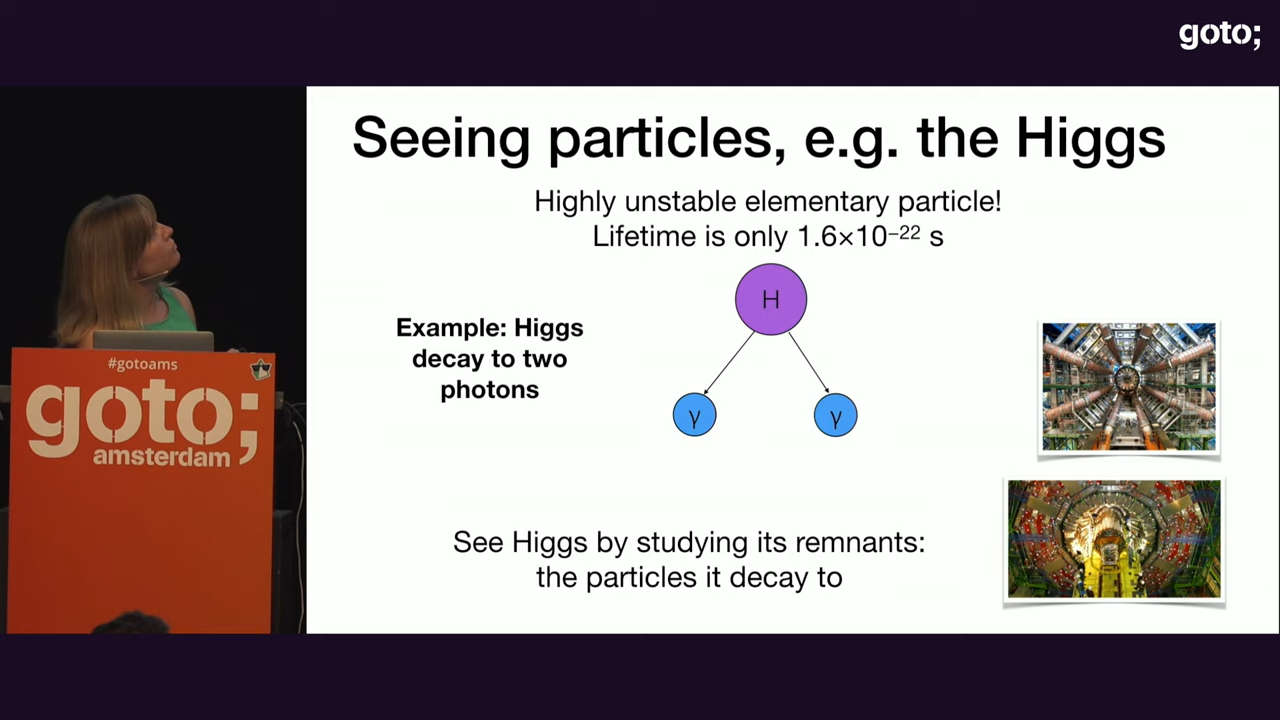 goto;
Seeing particles, e.g. the Higgs
Highly unstable elementary particle!
Lifetime is only 1.6×10⁻²² s
H
Example: Higgs
decay to two
photons
γ
γ
See Higgs by studying its remnants:
the particles it decay to
#gotoams
goto;
amsterdam